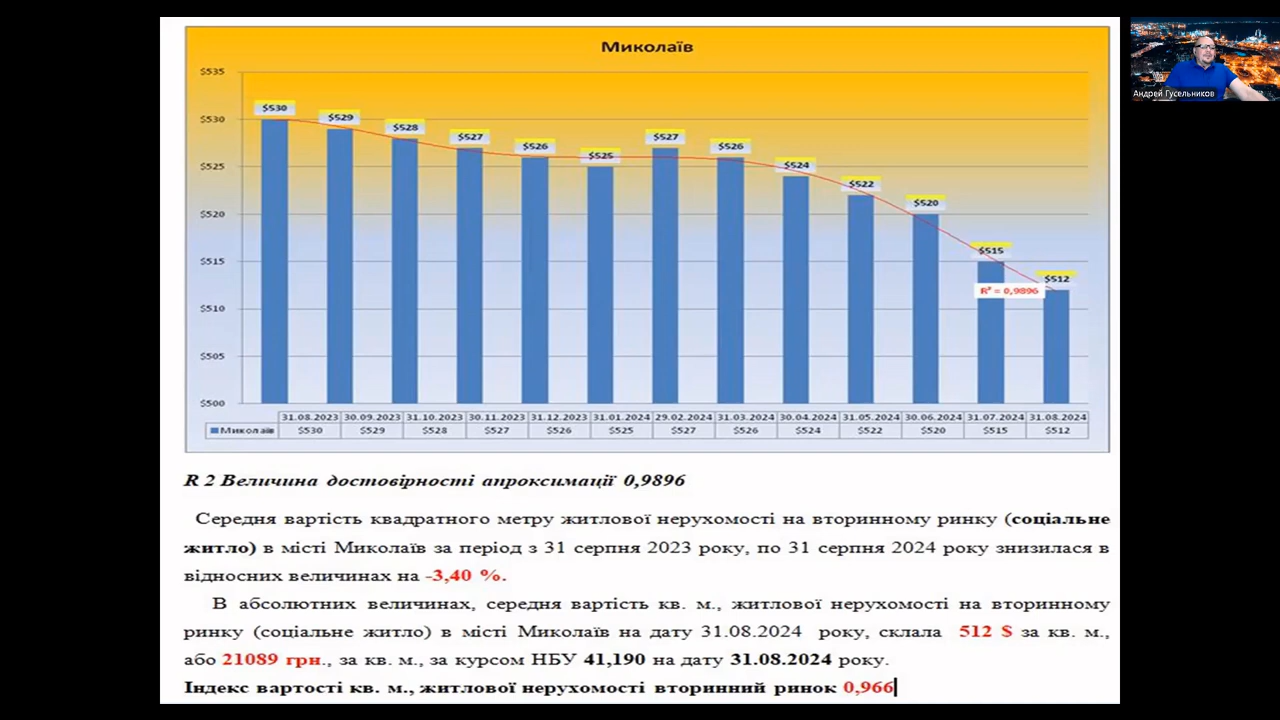 Миколаїв
$535
$530
$525
$520
$515
$510
$505
$500
$530
$529
$528
$527
$526
$525
$527
$526
$524
$522
$520
$515
$512
R² = 0,9896
31.08.2023 30.09.2023 31.10.2023 30.11.2023 31.12.2023 31.01.2024 29.02.2024 31.03.2024 30.04.2024 31.05.2024 30.06.2024 31.07.2024 31.08.2024
Миколаїв $530 $529 $528 $527 $526 $525 $527 $526 $524 $522 $520 $515 $512
R 2 Величина достовірності апроксимації 0,9896
Середня вартість квадратного метру житлової нерухомості на вторинному ринку (соціальне
житло) в місті Миколаїв за період з 31 серпня 2023 року, по 31 серпня 2024 року знизилася в
відносних величинах на -3,40 %.
В абсолютних величинах, середня вартість кв. м., житлової нерухомості на вторинному
ринку (соціальне житло) в місті Миколаїв на дату 31.08.2024 року, склала 512 $ за кв. м.,
або 21089 грн., за кв. м., за курсом НБУ 41,190 на дату 31.08.2024 року.
Індекс вартості кв. м., житлової нерухомості вторинний ринок 0,966
Андрей Гусельников